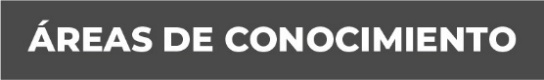 ÁREAS DE CONOCIMIENTO